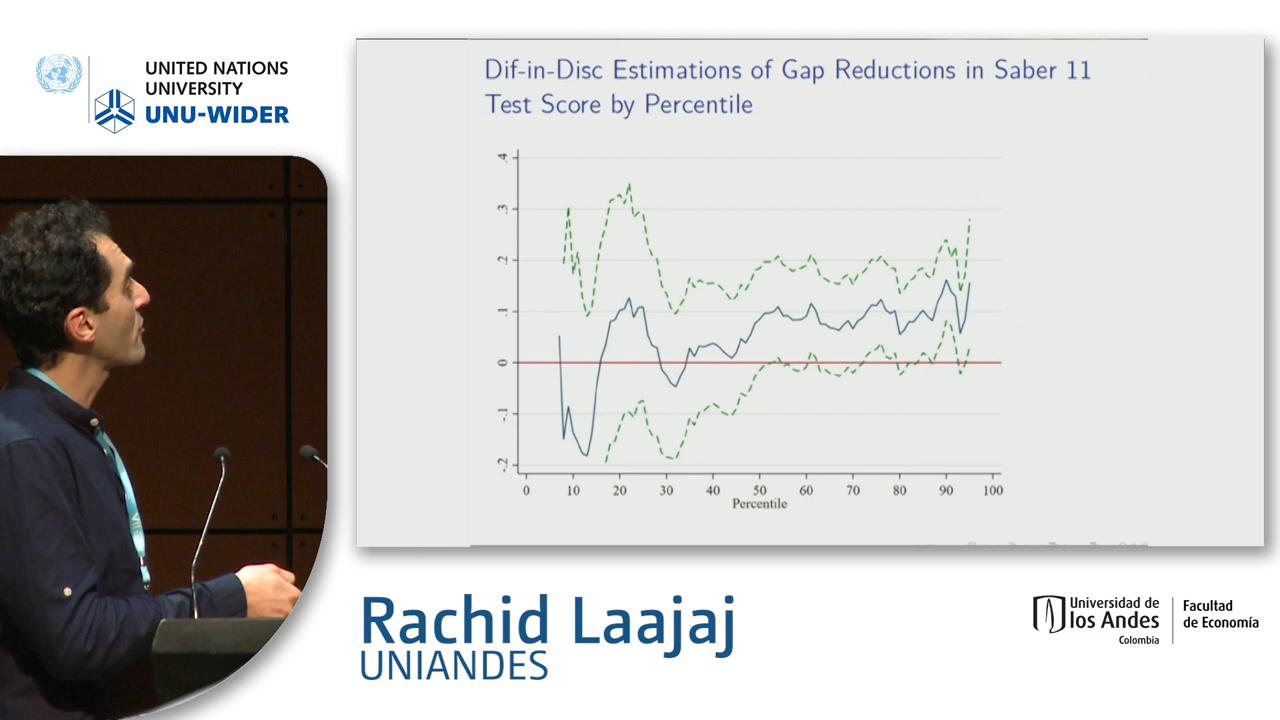 UNITED NATIONS
UNIVERSITY
UNU-WIDER
Dif-in-Disc Estimations of Gap Reductions in Saber 11
Test Score by Percentile
.4
.3
.2
.1
0
-.1
-.2
0 10 20 30 40 50 60 70 80 90 100
Percentile
Rachid Laajaj
UNIANDES
Universidad de
los Andes
Colombia
Facultad
de Economía